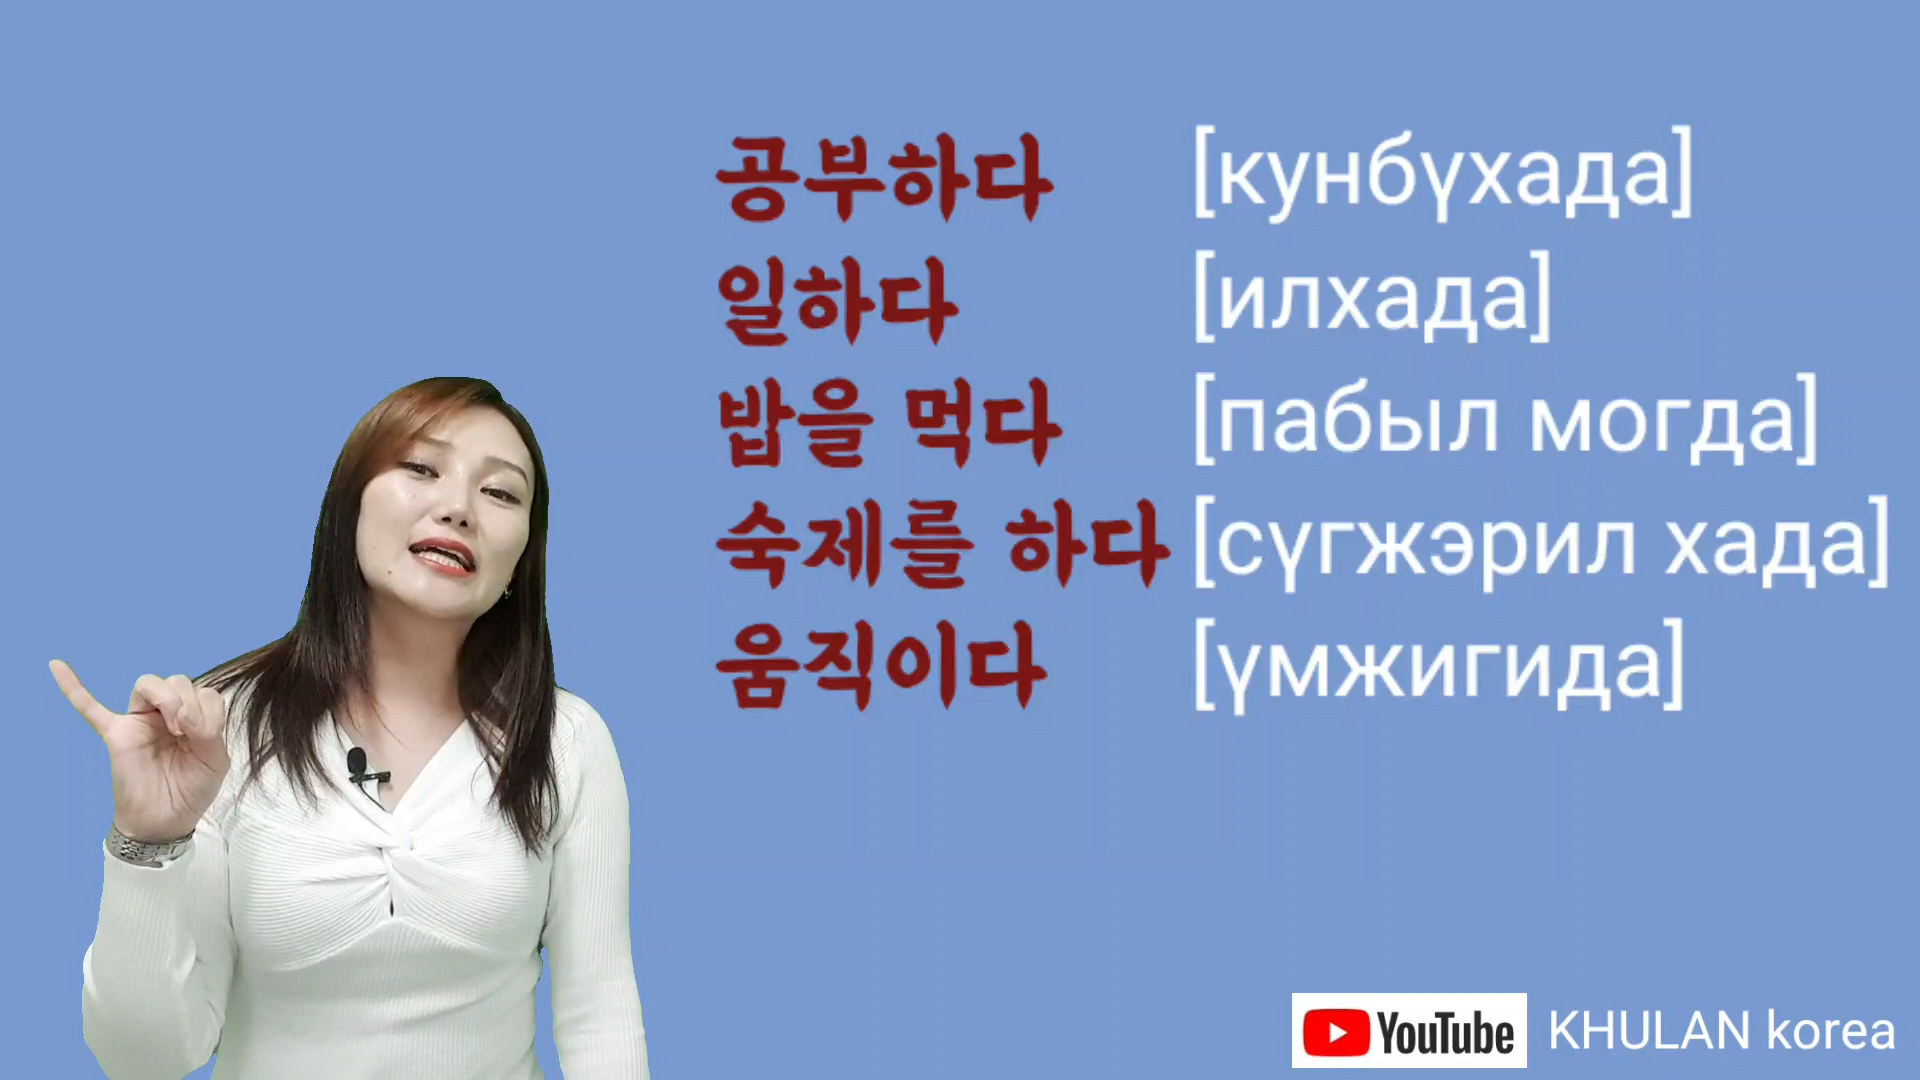 공부하다 [кунбүхада]
일하다 [илхада]
밥을 먹다 [пабыл могда]
숙제를 하다 [сүгжэрил хада]
움직이다 [үмжигида]
YouTube KHULAN korea